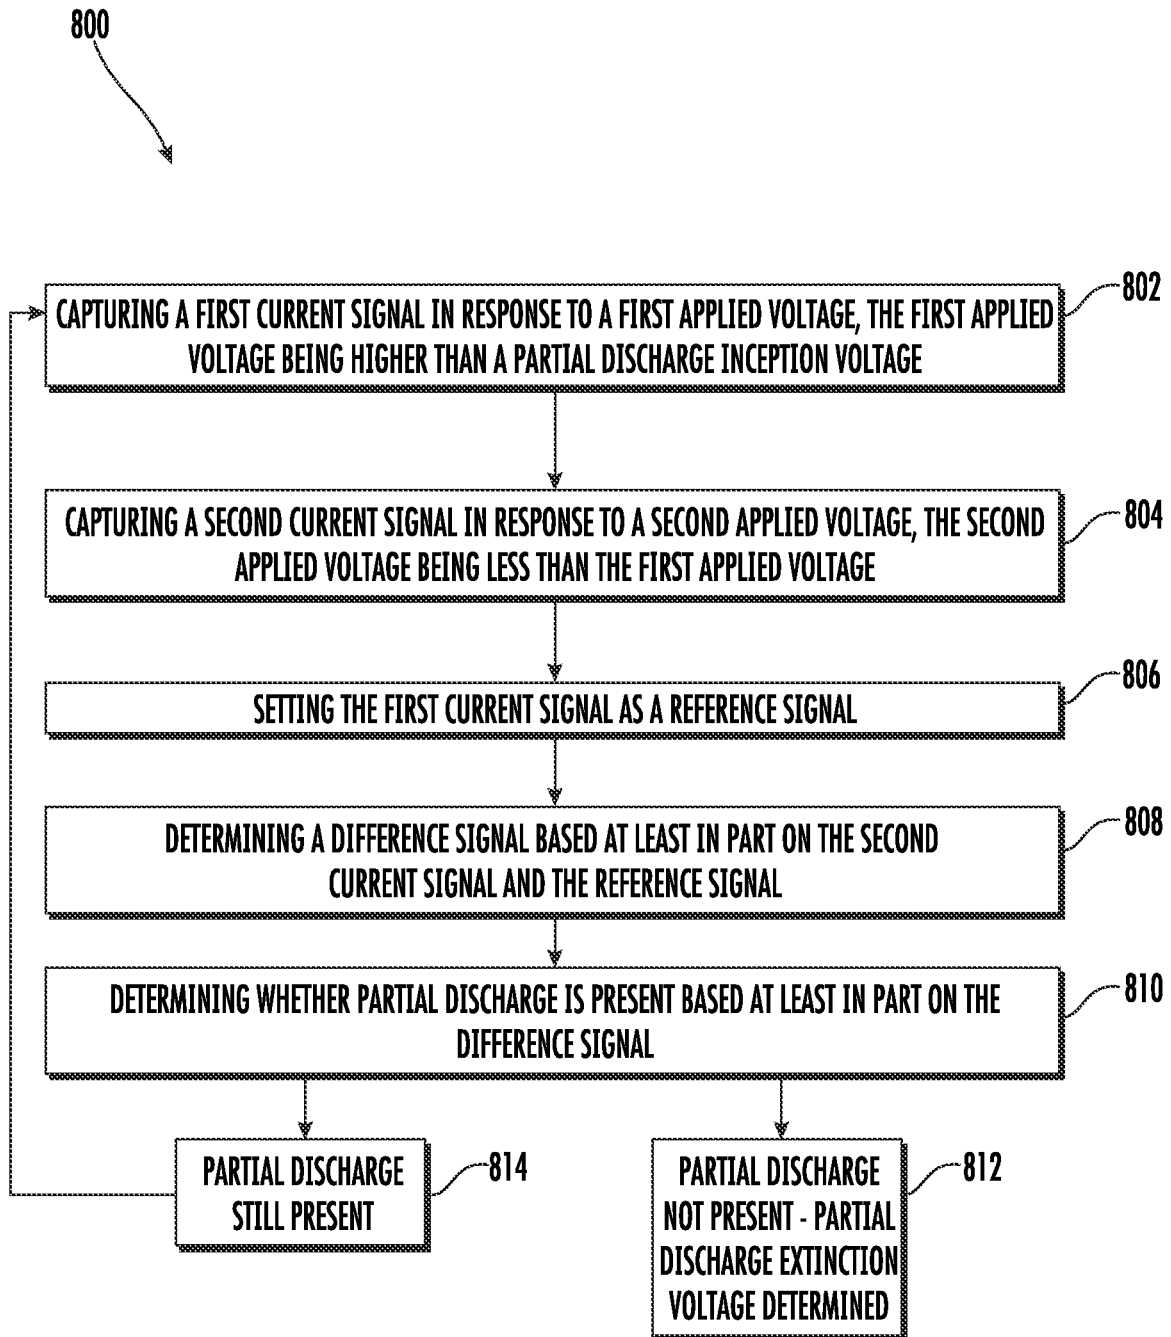 800
CAPTURING A FIRST CURRENT SIGNAL IN RESPONSE TO A FIRST APPLIED VOLTAGE, THE FIRST APPLIED
VOLTAGE BEING HIGHER THAN A PARTIAL DISCHARGE INCEPTION VOLTAGE
802
CAPTURING A SECOND CURRENT SIGNAL IN RESPONSE TO A SECOND APPLIED VOLTAGE, THE SECOND
APPLIED VOLTAGE BEING LESS THAN THE FIRST APPLIED VOLTAGE
804
SETTING THE FIRST CURRENT SIGNAL AS A REFERENCE SIGNAL
806
DETERMINING A DIFFERENCE SIGNAL BASED AT LEAST IN PART ON THE SECOND
CURRENT SIGNAL AND THE REFERENCE SIGNAL
808
DETERMINING WHETHER PARTIAL DISCHARGE IS PRESENT BASED AT LEAST IN PART ON THE
DIFFERENCE SIGNAL
810
PARTIAL DISCHARGE
STILL PRESENT
814
PARTIAL DISCHARGE
NOT PRESENT - PARTIAL
DISCHARGE EXTINCTION
VOLTAGE DETERMINED
812